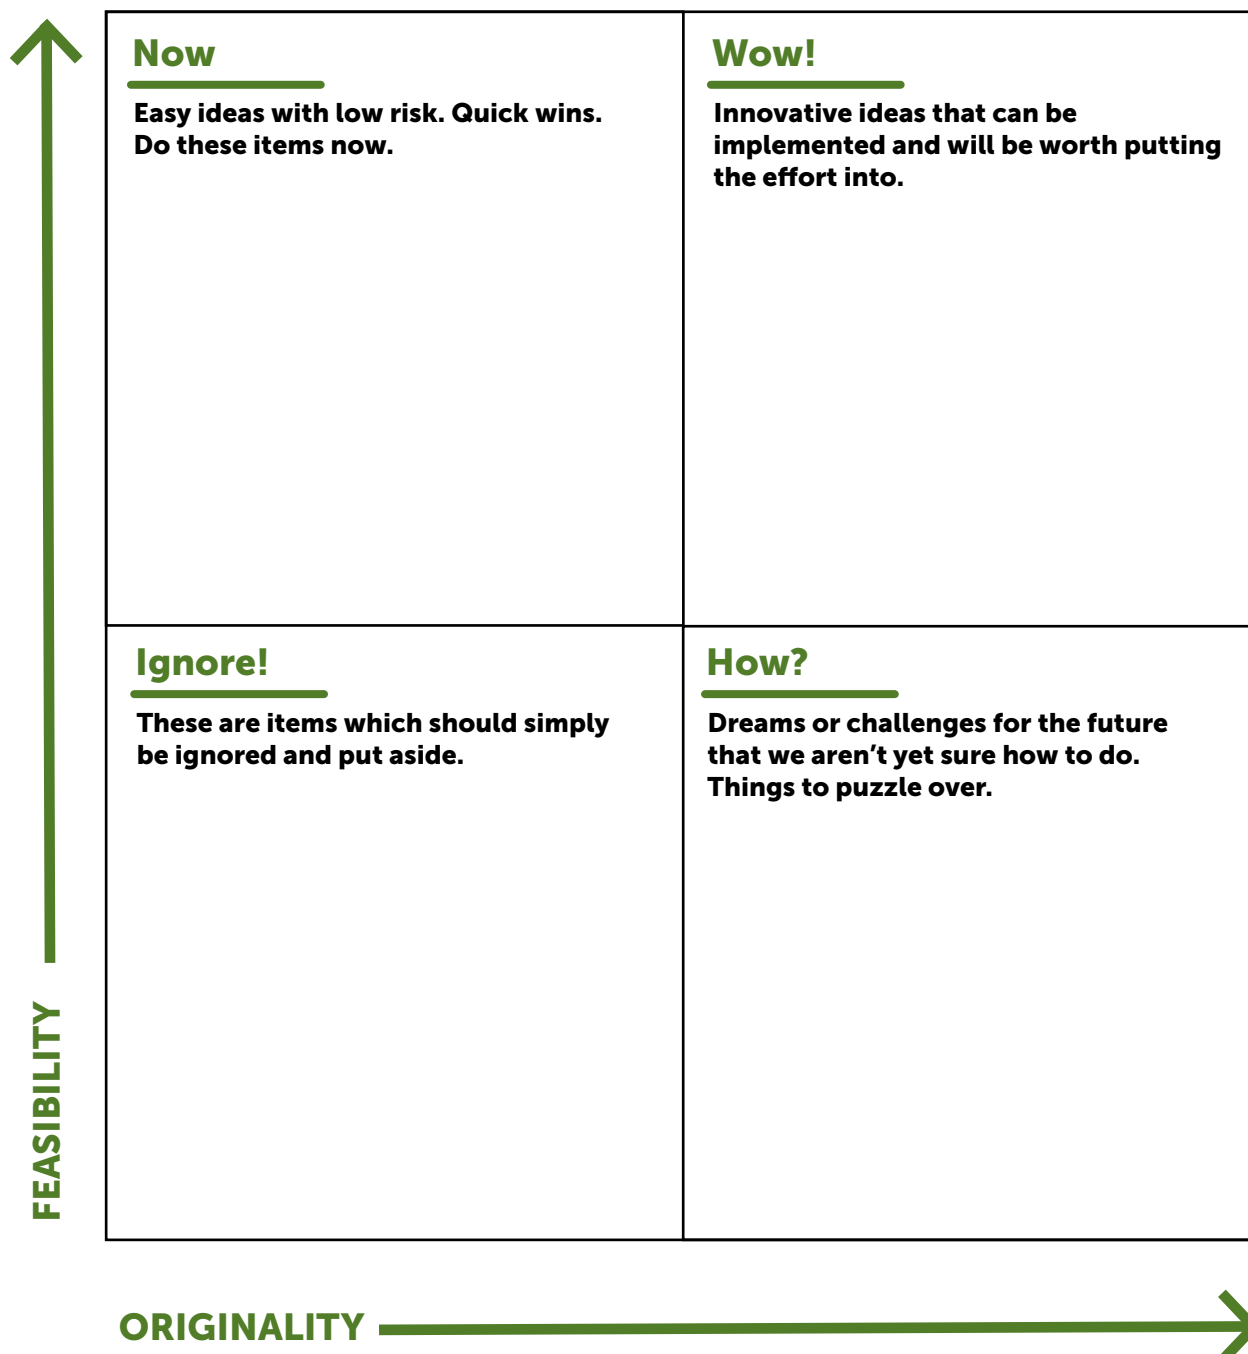 Now
Easy ideas with low risk. Quick wins.
Do these items now.
Wow!
Innovative ideas that can be
implemented and will be worth putting
the effort into.
Ignore!
These are items which should simply
be ignored and put aside.
How?
Dreams or challenges for the future
that we aren’t yet sure how to do.
Things to puzzle over.
FEASIBILITY
ORIGINALITY